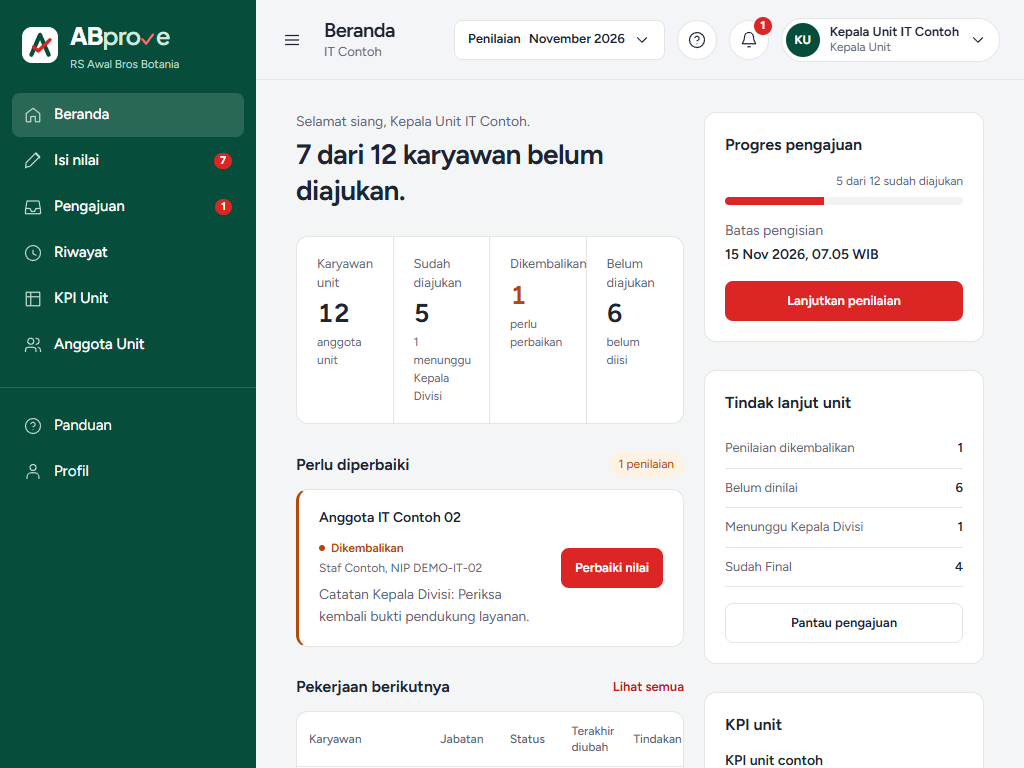 ABprove
RS Awal Bros Botania
Beranda
Isi nilai
7
Pengajuan
1
Riwayat
KPI Unit
Anggota Unit
Panduan
Profil
Beranda
IT Contoh
Penilaian November 2026
1
KU
Kepala Unit IT Contoh
Kepala Unit
Selamat siang, Kepala Unit IT Contoh.
7 dari 12 karyawan belum
diajukan.
Karyawan
unit
12
anggota
unit
Sudah
diajukan
5
1
menunggu
Kepala
Divisi
Dikembalikan
1
perlu
perbaikan
Belum
diajukan
6
belum
diisi
Perlu diperbaiki
1 penilaian
Anggota IT Contoh 02
Dikembalikan
Staf Contoh, NIP DEMO-IT-02
Catatan Kepala Divisi: Periksa
kembali bukti pendukung layanan.
Perbaiki nilai
Pekerjaan berikutnya
Lihat semua
Karyawan
Jabatan
Status
Terakhir
diubah
Tindakan
Progres pengajuan
5 dari 12 sudah diajukan
Batas pengisian
15 Nov 2026, 07.05 WIB
Lanjutkan penilaian
Tindak lanjut unit
Penilaian dikembalikan 1
Belum dinilai 6
Menunggu Kepala Divisi 1
Sudah Final 4
Pantau pengajuan
KPI unit
KPI unit contoh